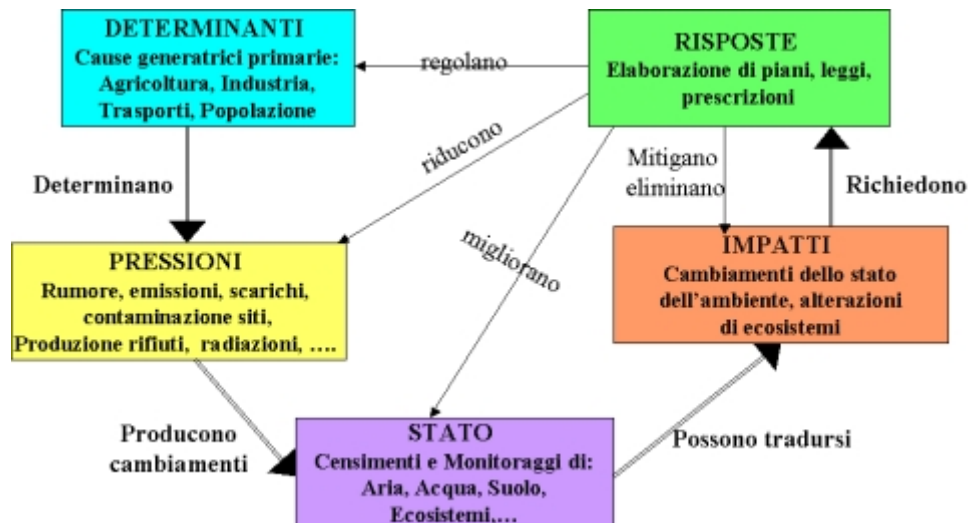 DETERMINANTI
Cause generatrici primarie:
Agricoltura, Industria,
Trasporti, Popolazione
regolano
RISPOSTE
Elaborazione di piani, leggi,
prescrizioni
riducono
Determinano
Mitigano
eliminano
Richiedono
PRESSIONI
Rumore, emissioni, scarichi,
contaminazione siti,
Produzione rifiuti, radiazioni, ....
migliorano
IMPATTI
Cambiamenti dello stato
dell'ambiente, alterazioni
di ecosistemi
Producono
cambiamenti
STATO
Censimenti e Monitoraggi di:
Aria, Acqua, Suolo,
Ecosistemi,...
Possono tradursi